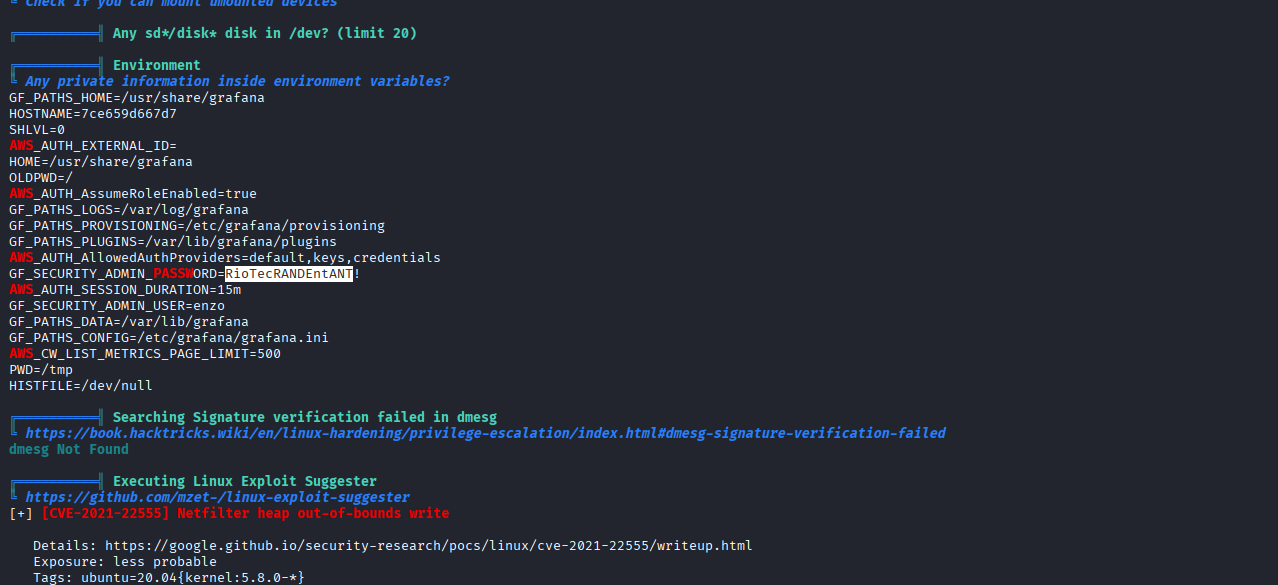 Check if you can mount umounted devices
Any sd*/disk* disk in /dev? (limit 20)
Environment
Any private information inside environment variables?
GF_PATHS_HOME=/usr/share/grafana
HOSTNAME=7ce659d667d7
SHLVL=0
AWS_AUTH_EXTERNAL_ID=
HOME=/usr/share/grafana
OLDPWD=/
AWS_AUTH_AssumeRoleEnabled=true
GF_PATHS_LOGS=/var/log/grafana
GF_PATHS_PROVISIONING=/etc/grafana/provisioning
GF_PATHS_PLUGINS=/var/lib/grafana/plugins
AWS_AUTH_AllowedAuthProviders=default,keys,credentials
GF_SECURITY_ADMIN_PASSWORD=RioTecRANDEntANT!
AWS_AUTH_SESSION_DURATION=15m
GF_SECURITY_ADMIN_USER=enzo
GF_PATHS_DATA=/var/lib/grafana
GF_PATHS_CONFIG=/etc/grafana/grafana.ini
AWS_CW_LIST_METRICS_PAGE_LIMIT=500
PWD=/tmp
HISTFILE=/dev/null
Searching Signature verification failed in dmesg
https://book.hacktricks.wiki/en/linux-hardening/privilege-escalation/index.html#dmesg-signature-verification-failed
dmesg Not Found
Executing Linux Exploit Suggester
https://github.com/mzet-/linux-exploit-suggester
[+] [CVE-2021-22555] Netfilter heap out-of-bounds write
Details: https://google.github.io/security-research/pocs/linux/cve-2021-22555/writeup.html
Exposure: less probable
Tags: ubuntu=20.04{kernel:5.8.0-*}